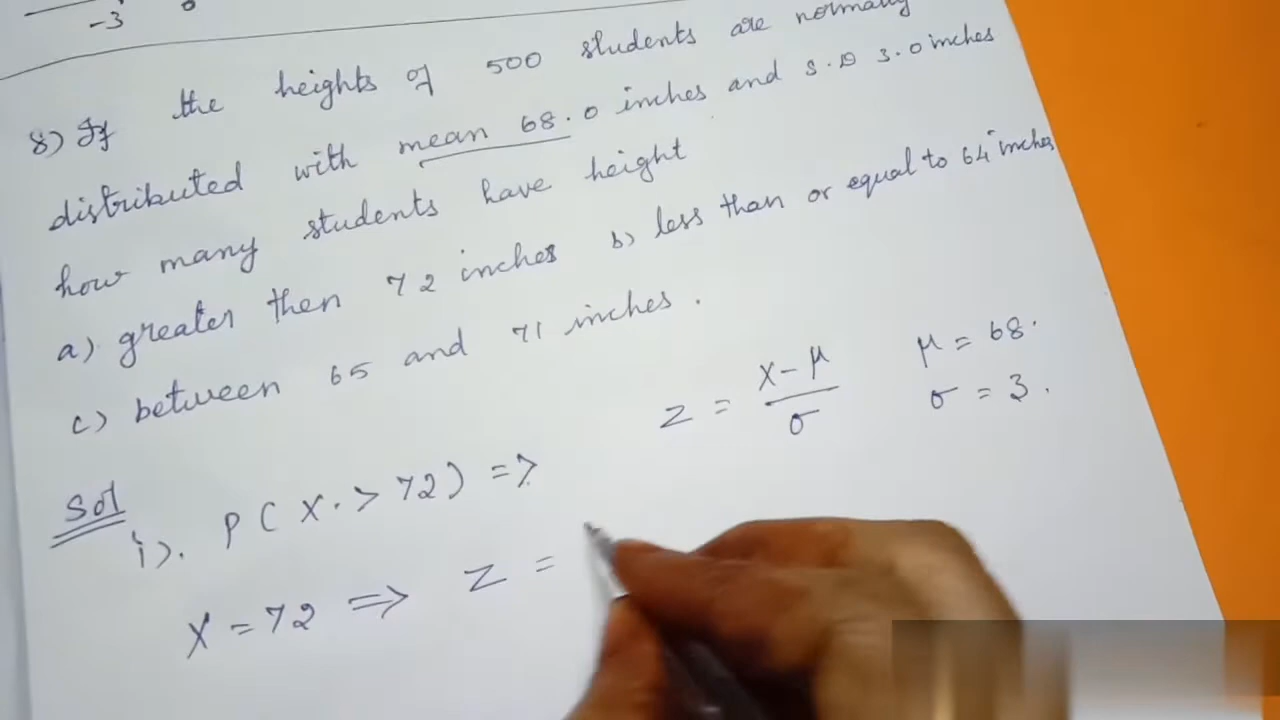 -3
8) If the heights of 500 students are normally
distributed with mean 68.0 inches and S.D 3.0 inches
how many students have height
a) greater then 72 inches b) less than or equal to 64 inches
c) between 65 and 71 inches.
z = x-μ / σ μ = 68.
σ = 3.
Sol
i). P(X. > 72) =>
X = 72 => z =